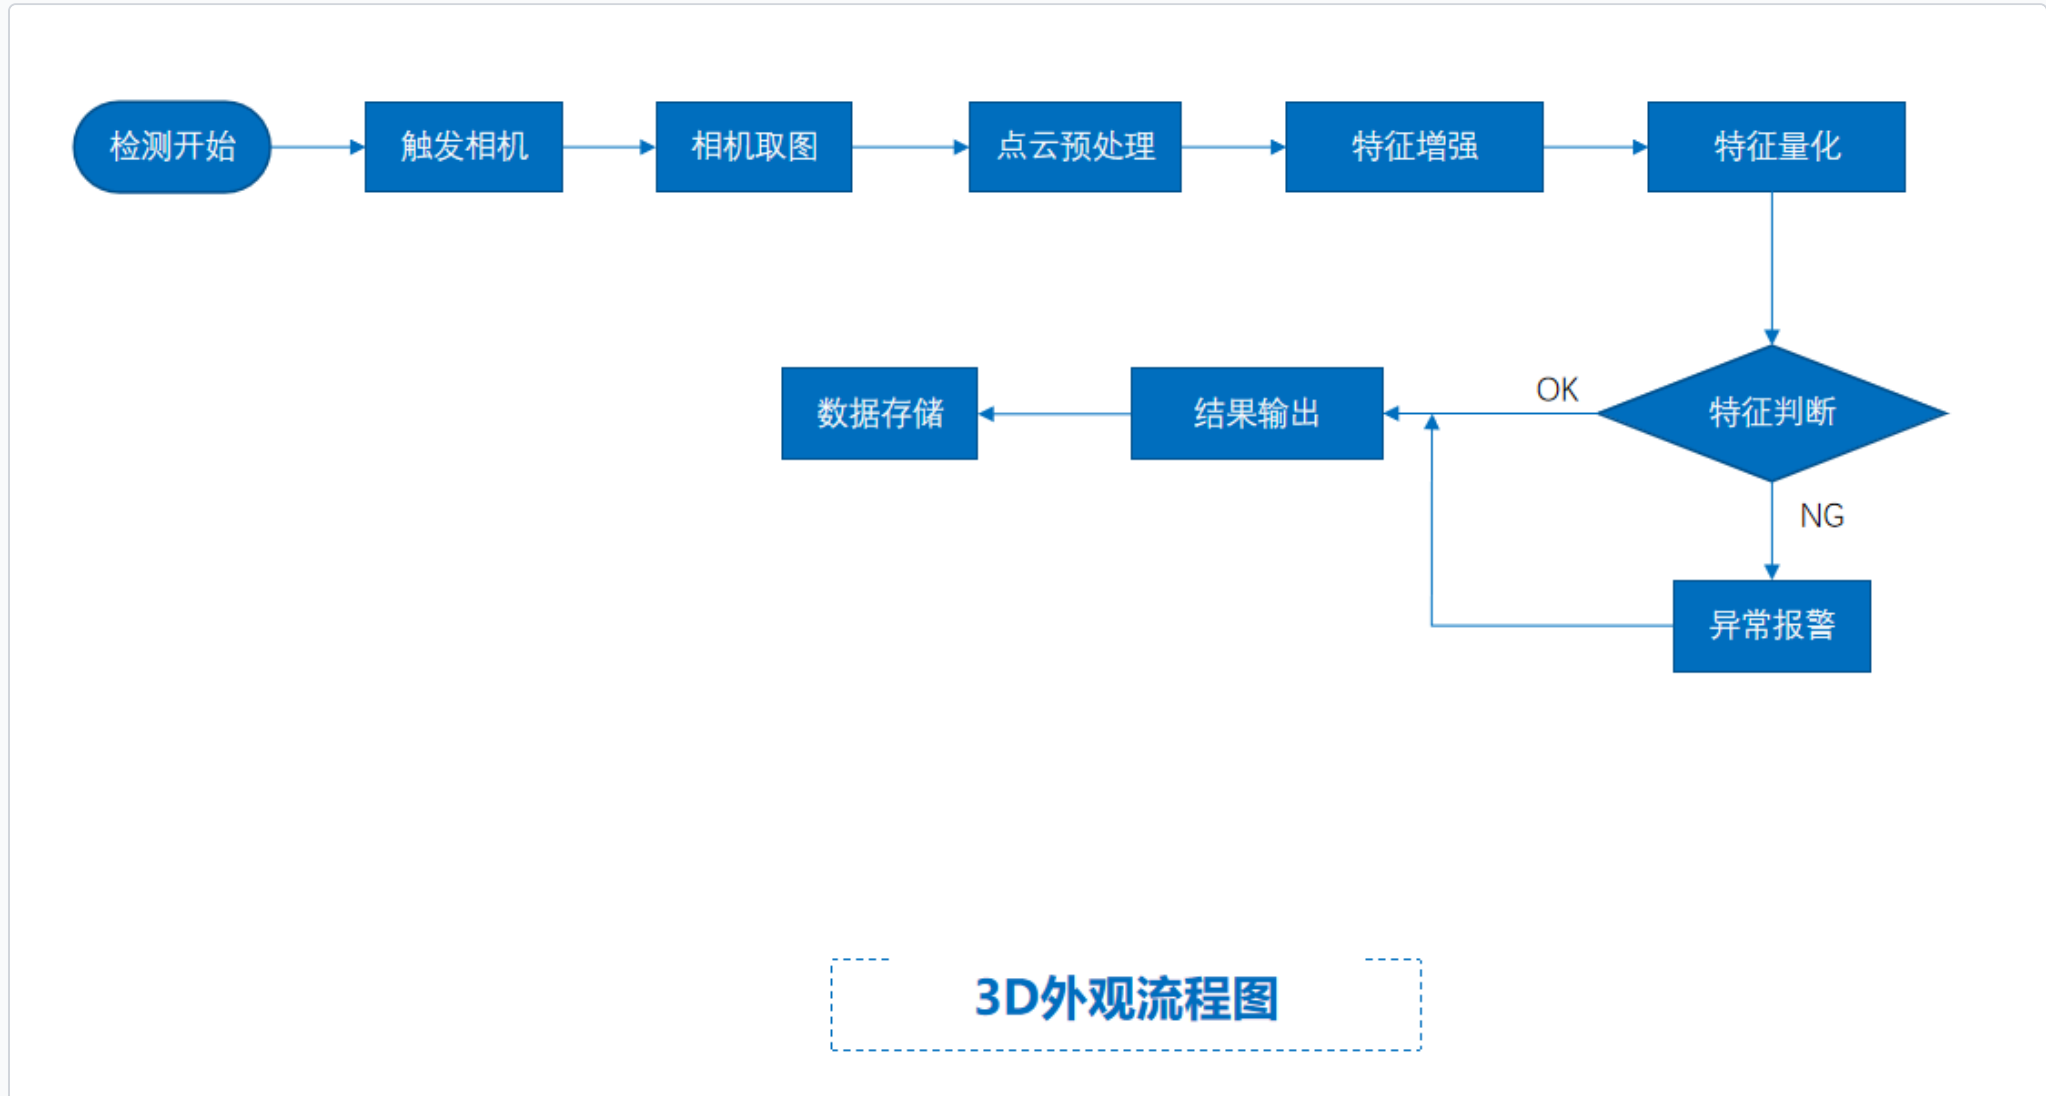 检测开始
触发相机
相机取图
点云预处理
特征增强
特征量化
特征判断
OK
结果输出
数据存储
NG
异常报警
3D外观流程图